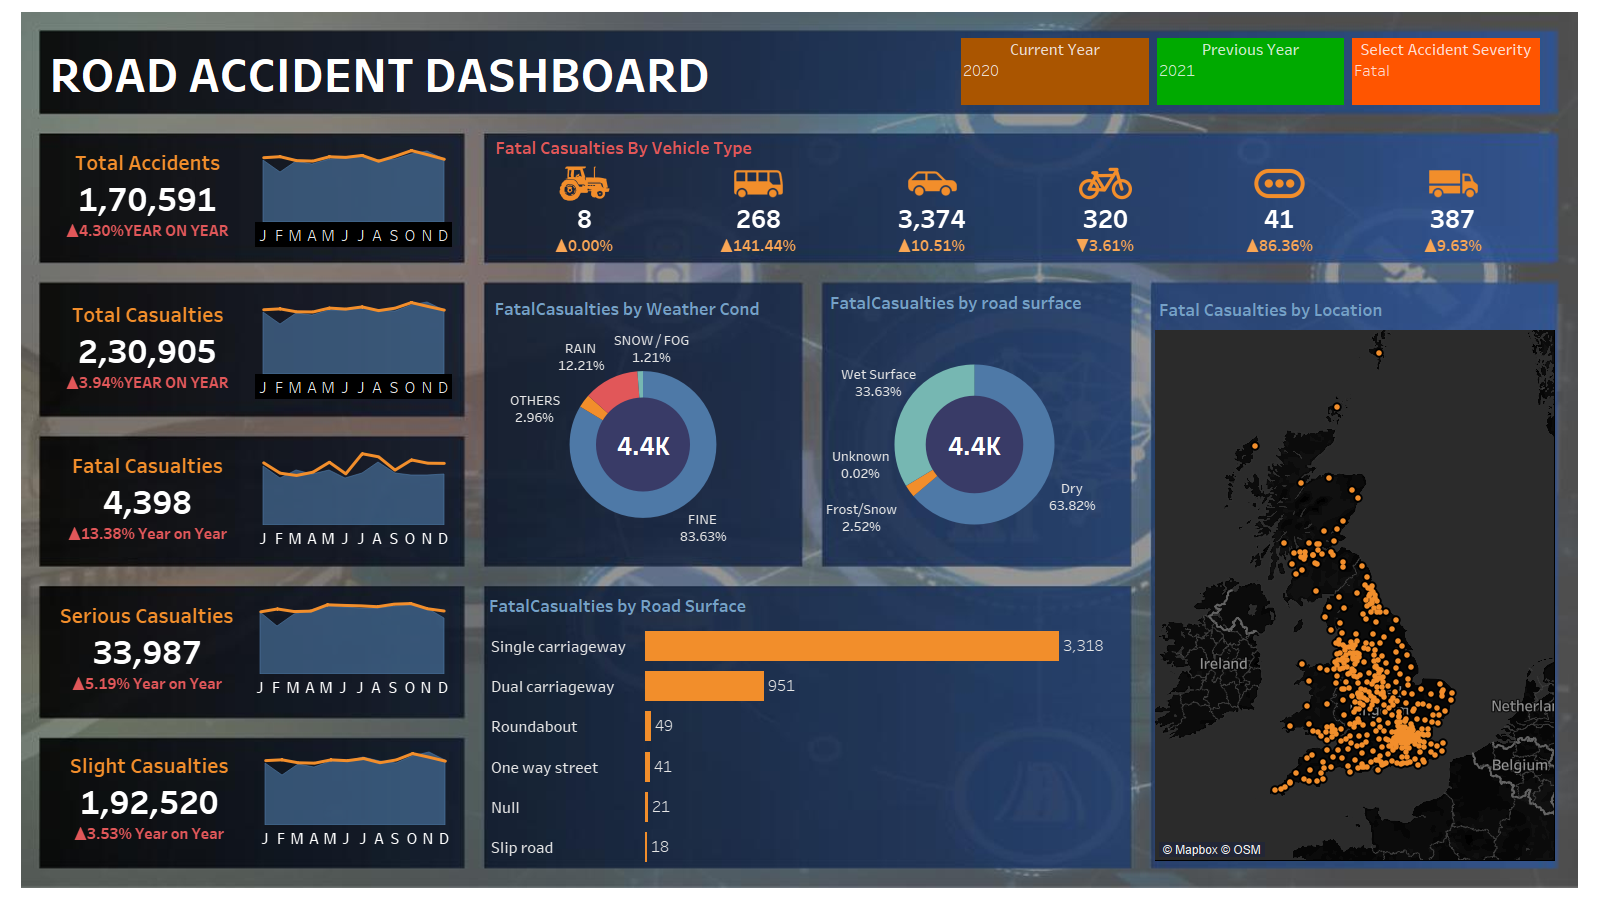 ROAD ACCIDENT DASHBOARD
Current Year
2020
Previous Year
2021
Select Accident Severity
Fatal
Total Accidents
1,70,591
▲4.30%YEAR ON YEAR
J F M A M J J A S O N D
Fatal Casualties By Vehicle Type
8
268
3,374
320
41
387
▲0.00%
▲141.44%
▲10.51%
▼3.61%
▲86.36%
▲9.63%
Total Casualties
2,30,905
▲3.94%YEAR ON YEAR
J F M A M J J A S O N D
Fatal Casualties
4,398
▲13.38% Year on Year
J F M A M J J A S O N D
Serious Casualties
33,987
▲5.19% Year on Year
J F M A M J J A S O N D
Slight Casualties
1,92,520
▲3.53% Year on Year
J F M A M J J A S O N D
FatalCasualties by Weather Cond
SNOW / FOG
1.21%
RAIN
12.21%
OTHERS
2.96%
4.4K
FINE
83.63%
FatalCasualties by road surface
Wet Surface
33.63%
4.4K
Unknown
0.02%
Dry
63.82%
Frost/Snow
2.52%
FatalCasualties by Road Surface
Single carriageway
3,318
Dual carriageway
951
Roundabout
49
One way street
41
Null
21
Slip road
18
Fatal Casualties by Location
Ireland
Netherlan
Belgium
© Mapbox © OSM